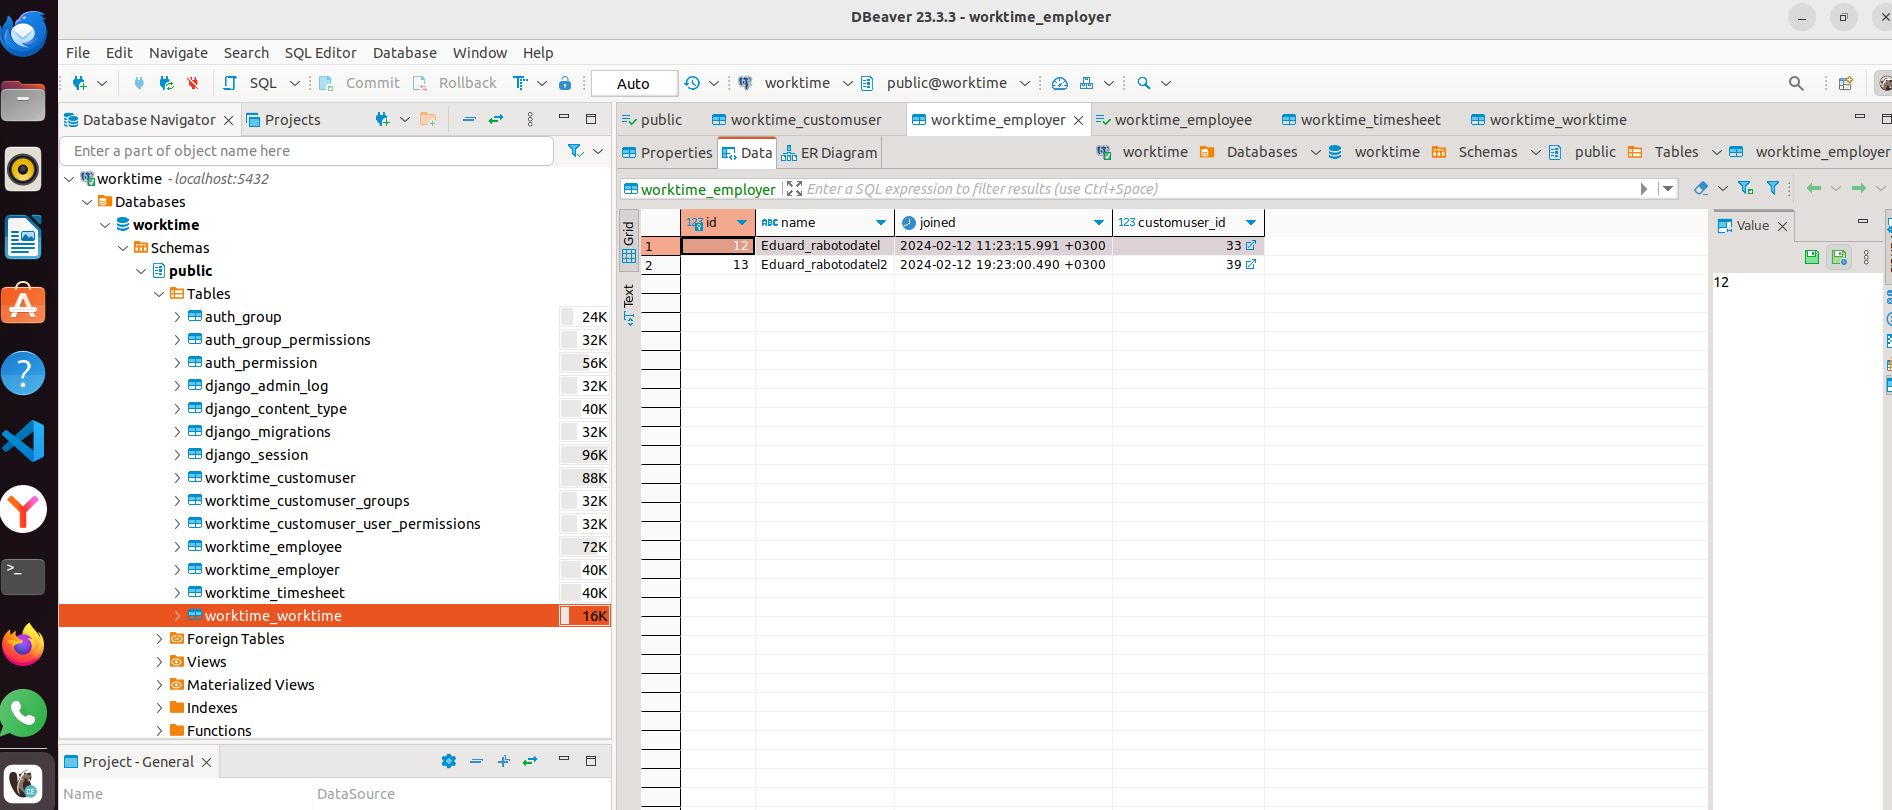 DBeaver 23.3.3 - worktime_employer
File Edit Navigate Search SQL Editor Database Window Help
SQL Commit Rollback Auto worktime public@worktime
Database Navigator Projects
Enter a part of object name here
worktime - localhost:5432
Databases
worktime
Schemas
public
Tables
auth_group 24K
auth_group_permissions 32K
auth_permission 56K
django_admin_log 32K
django_content_type 40K
django_migrations 32K
django_session 96K
worktime_customuser 88K
worktime_customuser_groups 32K
worktime_customuser_user_permissions 32K
worktime_employee 72K
worktime_employer 40K
worktime_timesheet 40K
worktime_worktime 16K
Foreign Tables
Views
Materialized Views
Indexes
Functions
Project - General
Name DataSource
public worktime_customuser worktime_employer worktime_employee worktime_timesheet worktime_worktime
Properties Data ER Diagram worktime Databases worktime Schemas public Tables worktime_employer
worktime_employer Enter a SQL expression to filter results (use Ctrl+Space)
Grid
Text
123 id ABC name joined 123 customuser_id
1 12 Eduard_rabotodatel 2024-02-12 11:23:15.991 +0300 33
2 13 Eduard_rabotodatel2 2024-02-12 19:23:00.490 +0300 39
Value
12